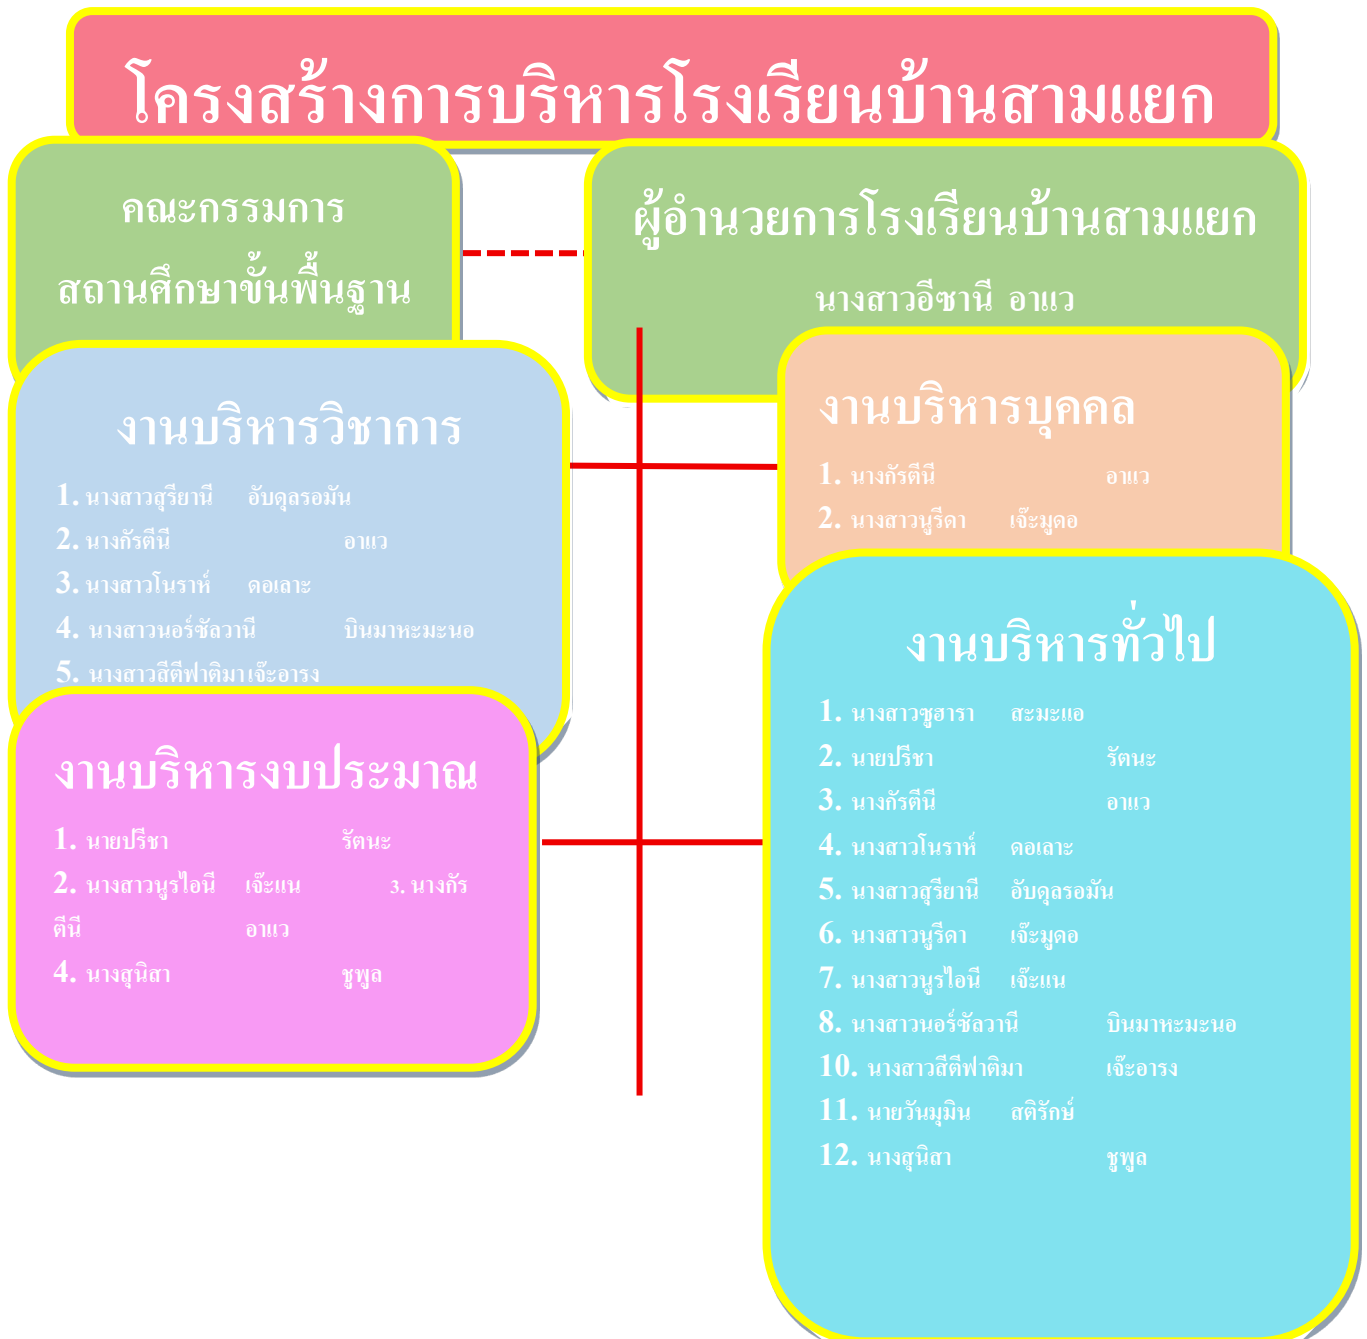 โครงสร้างการบริหารโรงเรียนบ้านสามแยก
คณะกรรมการ
สถานศึกษาขั้นพื้นฐาน
ผู้อำนวยการโรงเรียนบ้านสามแยก
นางสาวอีซานี อาแว
งานบริหารวิชาการ
1. นางสาวสุรียานี อับดุลรอมัน
2. นางกัรตีนี อาแว
3. นางสาวโนราห์ ดอเลาะ
4. นางสาวนอร์ซัลวานี บินมาหะมะนอ
5. นางสาวสีตีฟาติมา เจ๊ะอารง
งานบริหารบุคคล
1. นางกัรตีนี อาแว
2. นางสาวนูรีดา เจ๊ะมูดอ
งานบริหารงบประมาณ
1. นายปรีชา รัตนะ
2. นางสาวนูรไอนี เจ๊ะแน 3. นางกัร
ตีนี อาแว
4. นางสุนิสา ชูพูล
งานบริหารทั่วไป
1. นางสาวซูฮารา สะมะแอ
2. นายปรีชา รัตนะ
3. นางกัรตีนี อาแว
4. นางสาวโนราห์ ดอเลาะ
5. นางสาวสุรียานี อับดุลรอมัน
6. นางสาวนูรีดา เจ๊ะมูดอ
7. นางสาวนูรไอนี เจ๊ะแน
8. นางสาวนอร์ซัลวานี บินมาหะมะนอ
10. นางสาวสีตีฟาติมา เจ๊ะอารง
11. นายวันมุมิน สติรักษ์
12. นางสุนิสา ชูพูล